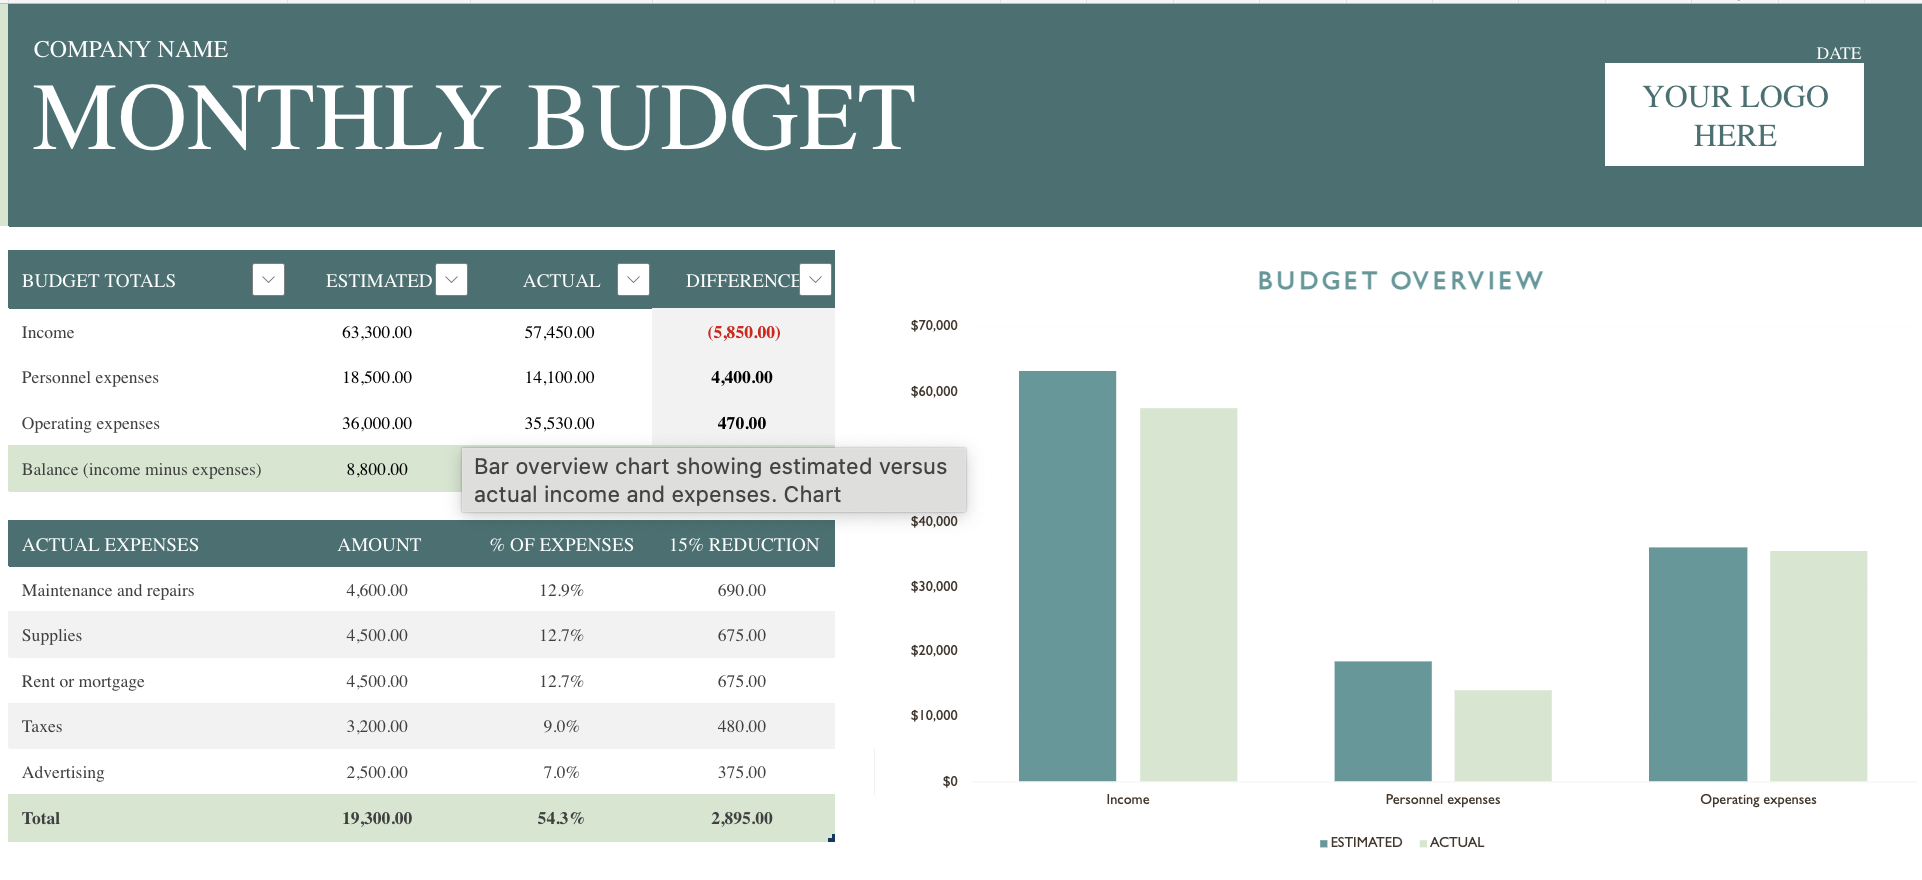 COMPANY NAME
MONTHLY BUDGET
DATE
YOUR LOGO
HERE
BUDGET TOTALS ESTIMATED ACTUAL DIFFERENCE
Income 63,300.00 57,450.00 (5,850.00)
Personnel expenses 18,500.00 14,100.00 4,400.00
Operating expenses 36,000.00 35,530.00 470.00
Balance (income minus expenses) 8,800.00
Bar overview chart showing estimated versus
actual income and expenses. Chart
ACTUAL EXPENSES AMOUNT % OF EXPENSES 15% REDUCTION
Maintenance and repairs 4,600.00 12.9% 690.00
Supplies 4,500.00 12.7% 675.00
Rent or mortgage 4,500.00 12.7% 675.00
Taxes 3,200.00 9.0% 480.00
Advertising 2,500.00 7.0% 375.00
Total 19,300.00 54.3% 2,895.00
BUDGET OVERVIEW
$70,000
$60,000
$40,000
$30,000
$20,000
$10,000
$0
Income Personnel expenses Operating expenses
ESTIMATED ACTUAL